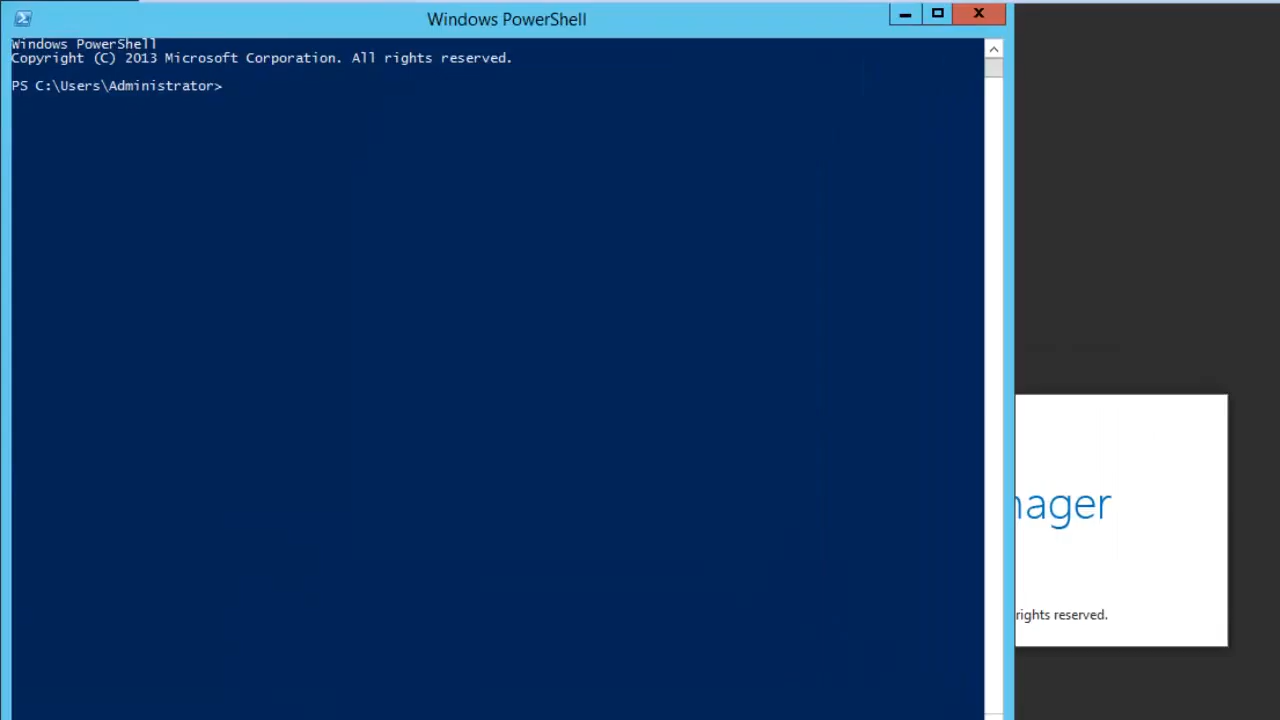 Windows PowerShell
Windows PowerShell
Copyright (C) 2013 Microsoft Corporation. All rights reserved.
PS C:\Users\Administrator>
nager
rights reserved.